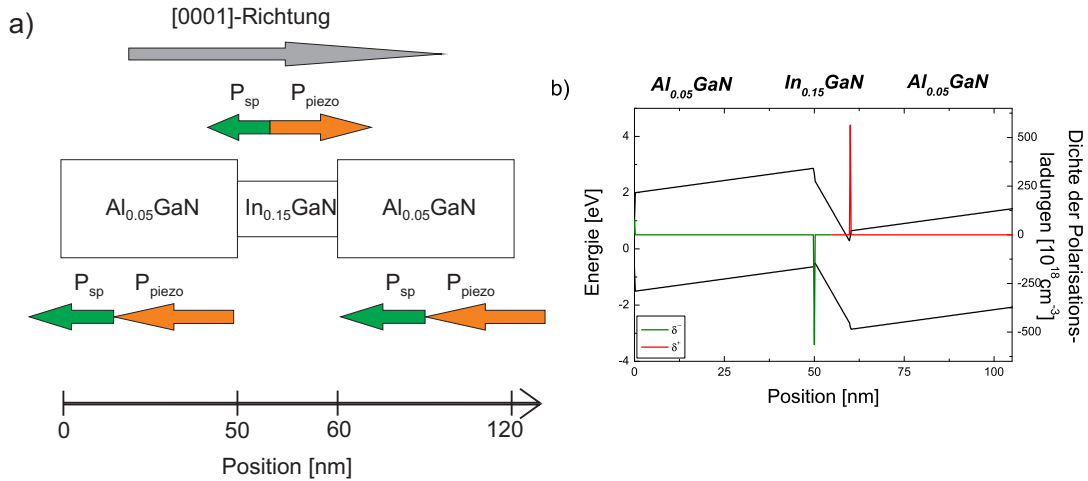 a)
[0001]-Richtung
P_sp P_piezo
Al_0.05GaN In_0.15GaN Al_0.05GaN
P_sp P_piezo P_sp P_piezo
0 50 60 120
Position [nm]
b)
Al_0.05GaN In_0.15GaN Al_0.05GaN
4
2
0
-2
-4
Energie [eV]
500
250
0
-250
-500
Dichte der Polarisations-
ladungen [10^18 cm^-3]
δ^-
δ^+
0 25 50 75 100
Position [nm]